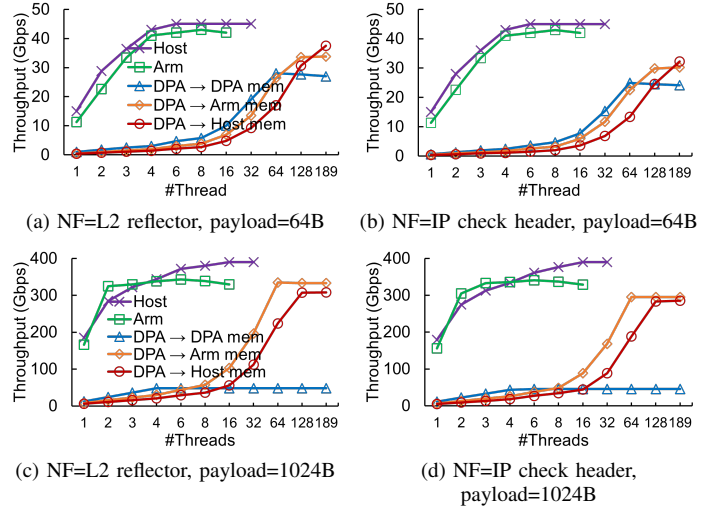 50
40
30
20
10
0
Throughput (Gbps)
Host
Arm
DPA → DPA mem
DPA → Arm mem
DPA → Host mem
1 2 3 4 6 8 16 32 64 128 189
#Thread
(a) NF=L2 reflector, payload=64B
50
40
30
20
10
0
Throughput (Gbps)
1 2 3 4 6 8 16 32 64 128 189
#Thread
(b) NF=IP check header, payload=64B
400
300
200
100
0
Throughput (Gbps)
Host
Arm
DPA → DPA mem
DPA → Arm mem
DPA → Host mem
1 2 3 4 6 8 16 32 64 128 189
#Threads
(c) NF=L2 reflector, payload=1024B
400
300
200
100
0
Throughput (Gbps)
1 2 3 4 6 8 16 32 64 128 189
#Threads
(d) NF=IP check header,
payload=1024B